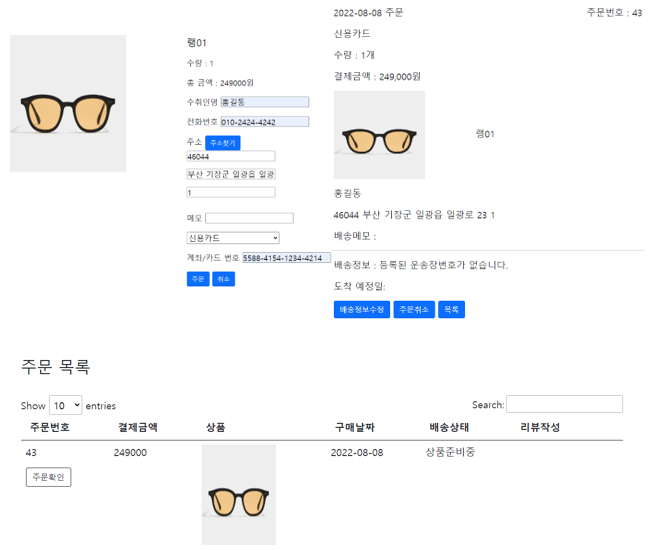 랭01
수량 : 1
총 금액 : 249000원
수취인명 홍길동
전화번호 010-2424-4242
주소 주소찾기
46044
부산 기장군 일광읍 일광
1
메모
신용카드
계좌/카드 번호 5588-4154-1234-4214
주문 취소
2022-08-08 주문 주문번호 : 43
신용카드
수량 : 1개
결제금액 : 249,000원
랭01
홍길동
46044 부산 기장군 일광읍 일광로 23 1
배송메모 :
배송정보 : 등록된 운송장번호가 없습니다.
도착 예정일:
배송정보수정 주문취소 목록
주문 목록
Show 10 entries Search:
주문번호 결제금액 상품 구매날짜 배송상태 리뷰작성
43 249000 2022-08-08 상품준비중
주문확인